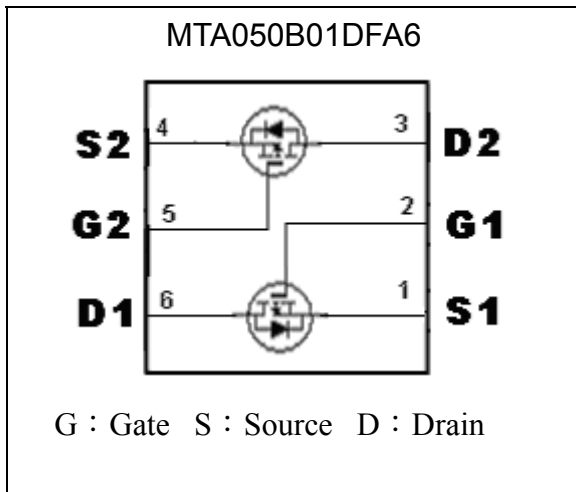 MTA050B01DFA6
S2 4 3 D2
G2 5 2 G1
D1 6 1 S1
G：Gate S：Source D：Drain